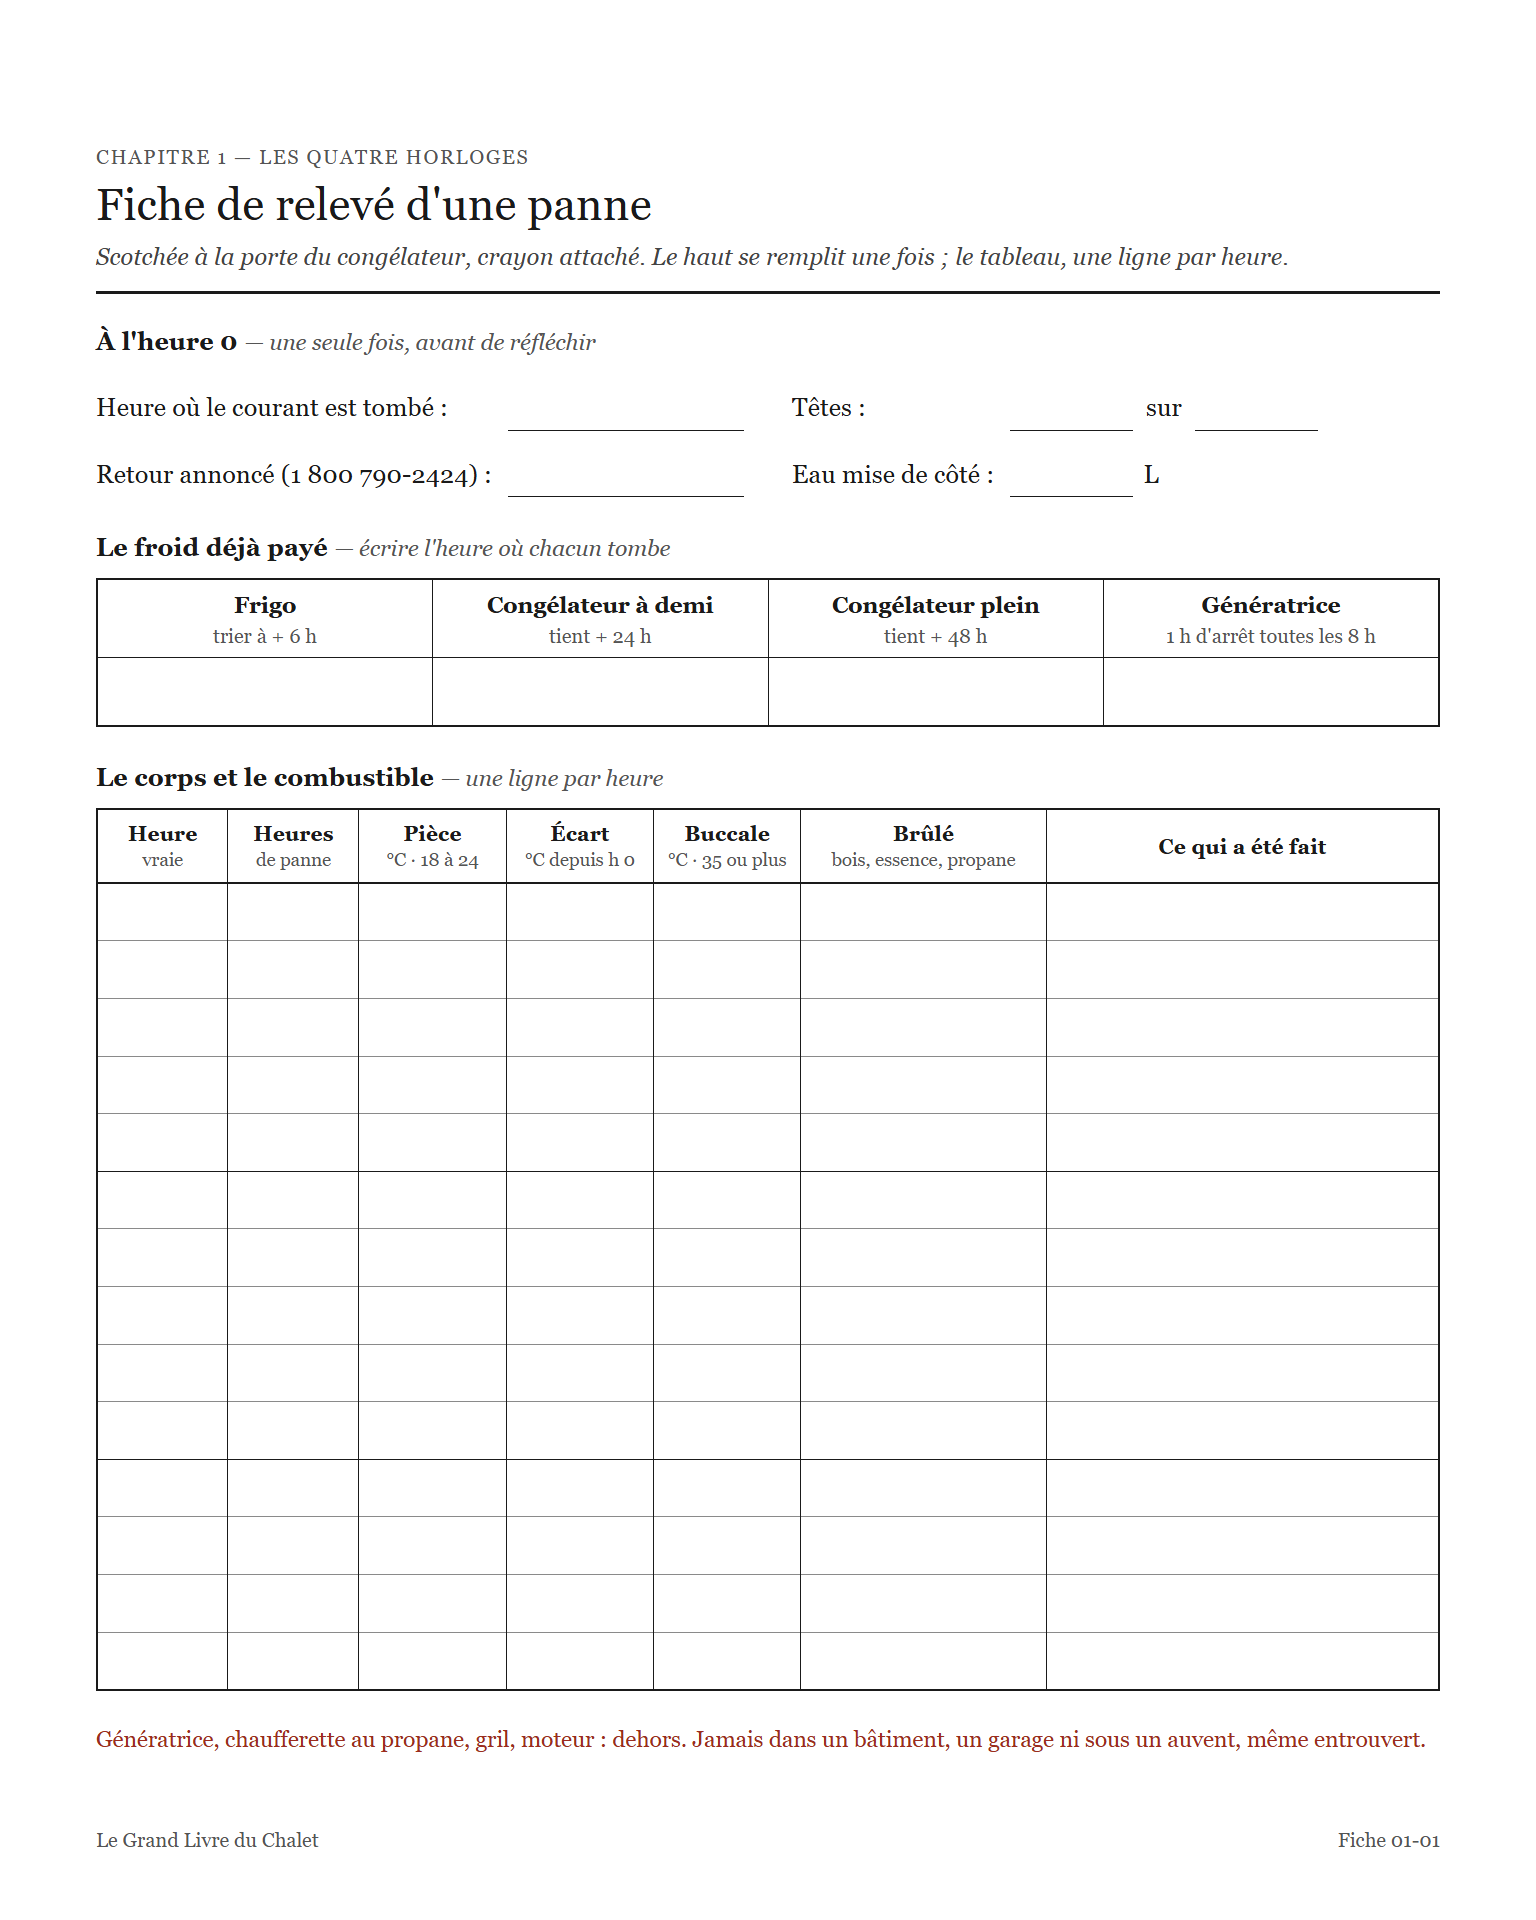 CHAPITRE 1 — LES QUATRE HORLOGES
Fiche de relevé d'une panne
Scotchée à la porte du congélateur, crayon attaché. Le haut se remplit une fois ; le tableau, une ligne par heure.
À l'heure 0 — une seule fois, avant de réfléchir
Heure où le courant est tombé : Têtes : sur
Retour annoncé (1 800 790-2424) : Eau mise de côté : L
Le froid déjà payé — écrire l'heure où chacun tombe
Frigo Congélateur à demi Congélateur plein Génératrice
trier à + 6 h tient + 24 h tient + 48 h 1 h d'arrêt toutes les 8 h
Le corps et le combustible — une ligne par heure
Heure Heures Pièce Écart Buccale Brûlé Ce qui a été fait
vraie de panne °C · 18 à 24 °C depuis h 0 °C · 35 ou plus bois, essence, propane
Génératrice, chaufferette au propane, gril, moteur : dehors. Jamais dans un bâtiment, un garage ni sous un auvent, même entrouvert.
Le Grand Livre du Chalet Fiche 01-01